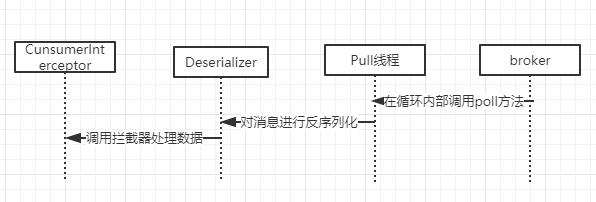 CunsumerInt
erceptor
Deserializer
Pull线程
broker
在循环内部调用poll方法
对消息进行反序列化
调用拦截器处理数据